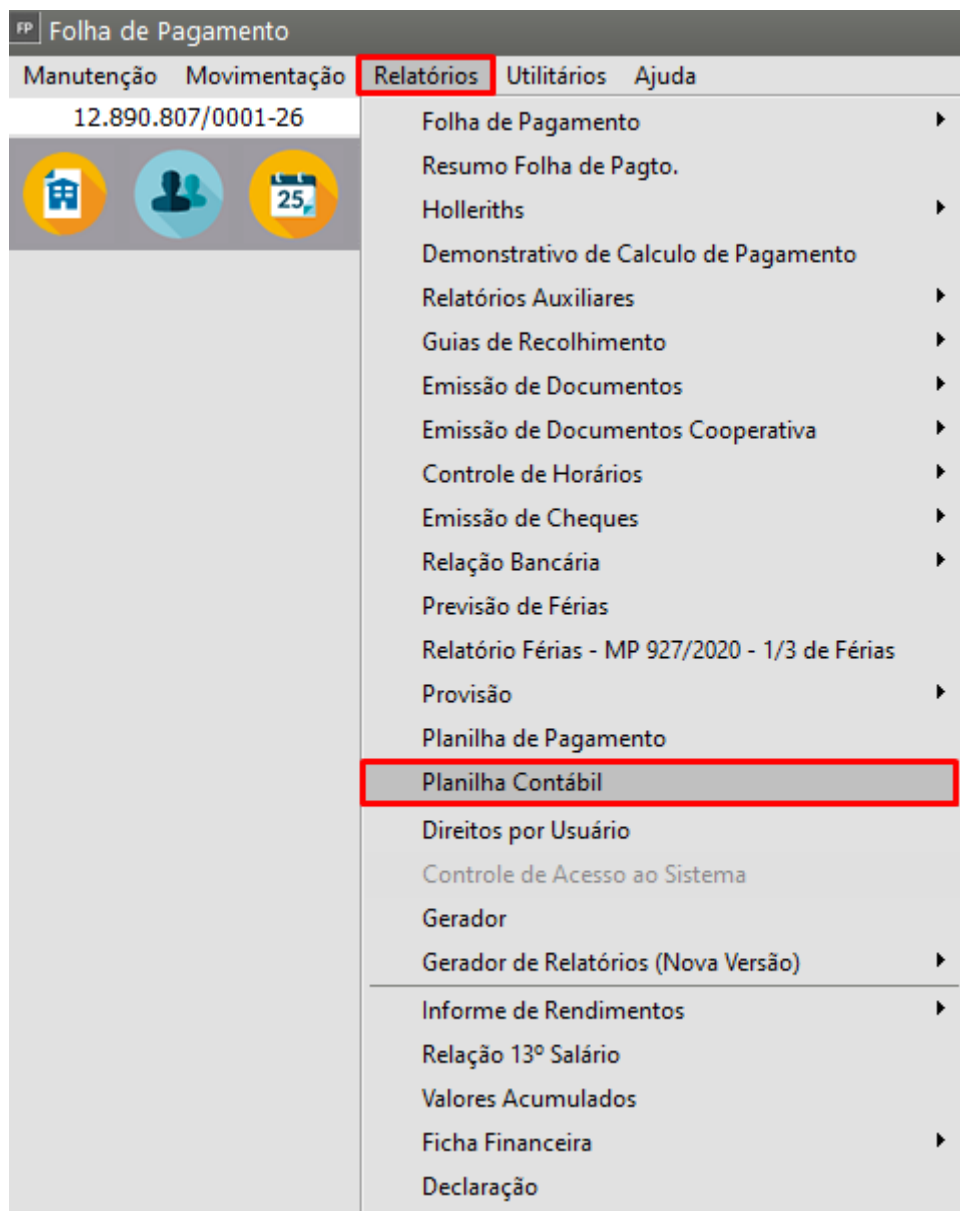 FP Folha de Pagamento
Manutenção Movimentação Relatórios Utilitários Ajuda
12.890.807/0001-26
25
Folha de Pagamento
Resumo Folha de Pagto.
Holleriths
Demonstrativo de Calculo de Pagamento
Relatórios Auxiliares
Guias de Recolhimento
Emissão de Documentos
Emissão de Documentos Cooperativa
Controle de Horários
Emissão de Cheques
Relação Bancária
Previsão de Férias
Relatório Férias - MP 927/2020 - 1/3 de Férias
Provisão
Planilha de Pagamento
Planilha Contábil
Direitos por Usuário
Controle de Acesso ao Sistema
Gerador
Gerador de Relatórios (Nova Versão)
Informe de Rendimentos
Relação 13º Salário
Valores Acumulados
Ficha Financeira
Declaração